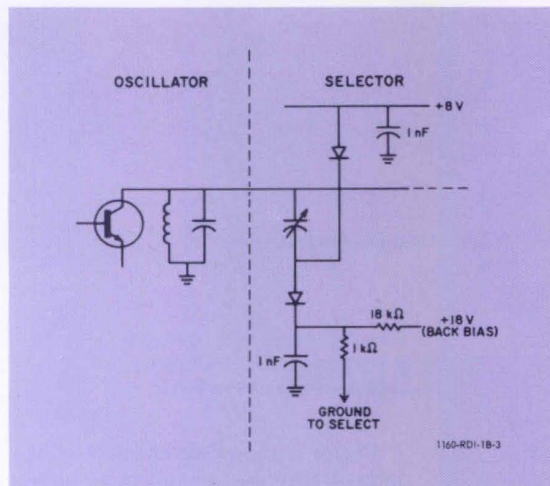 OSCILLATOR
SELECTOR
+8 V
1 nF
18 kΩ
+18 V
(BACK BIAS)
1 kΩ
1 nF
GROUND
TO SELECT
1160-RDI-1B-3